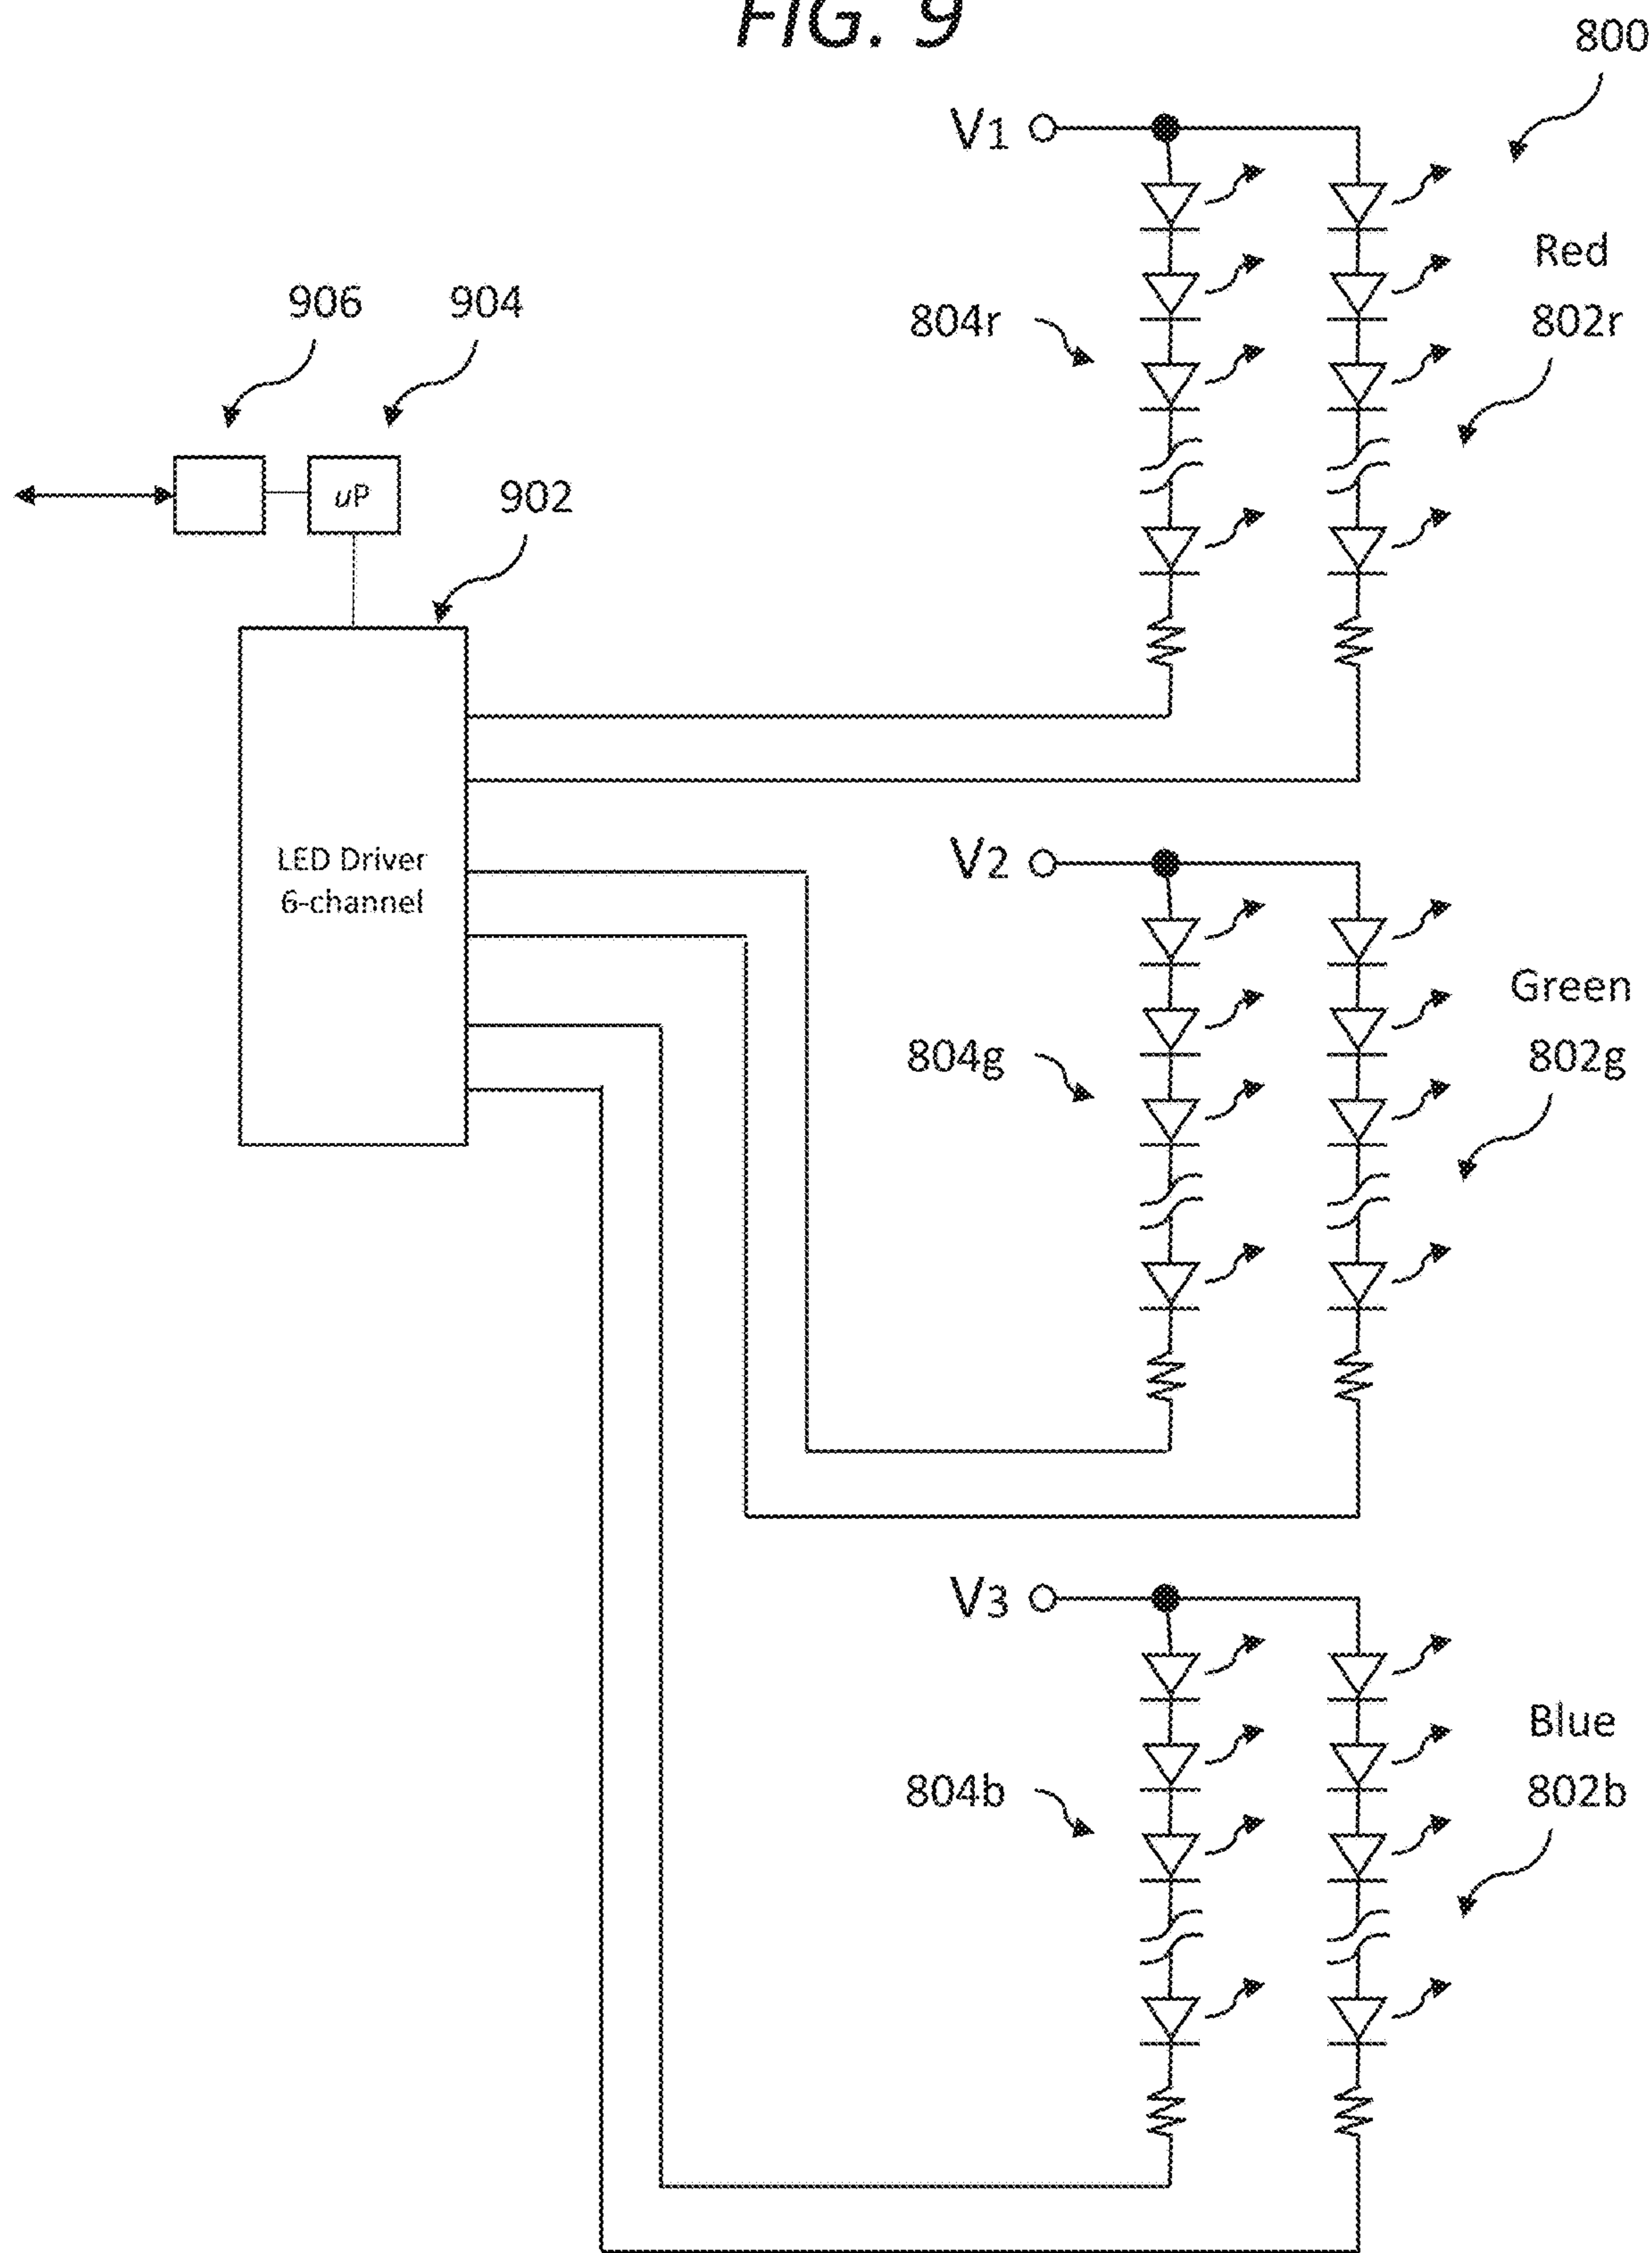 FIG. 9
800
V1
Red
802r
804r
906
904
uP
902
LED Driver
6-channel
V2
Green
802g
804g
V3
Blue
802b
804b